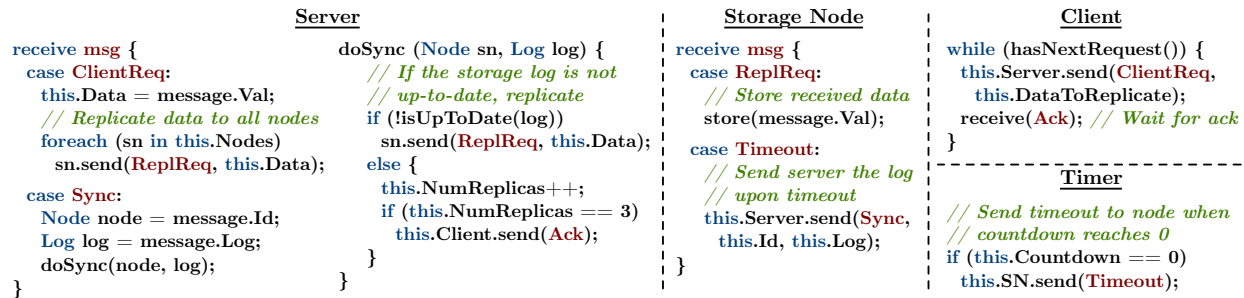 Server
receive msg {
case ClientReq:
this.Data = message.Val;
// Replicate data to all nodes
foreach (sn in this.Nodes)
sn.send(ReplReq, this.Data);
case Sync:
Node node = message.Id;
Log log = message.Log;
doSync(node, log);
}
doSync (Node sn, Log log) {
// If the storage log is not
// up-to-date, replicate
if (!isUpToDate(log))
sn.send(ReplReq, this.Data);
else {
this.NumReplicas++;
if (this.NumReplicas == 3)
this.Client.send(Ack);
}
}
Storage Node
receive msg {
case ReplReq:
// Store received data
store(message.Val);
case Timeout:
// Send server the log
// upon timeout
this.Server.send(Sync,
this.Id, this.Log);
}
Client
while (hasNextRequest()) {
this.Server.send(ClientReq,
this.DataToReplicate);
receive(Ack); // Wait for ack
}
Timer
// Send timeout to node when
// countdown reaches 0
if (this.Countdown == 0)
this.SN.send(Timeout);